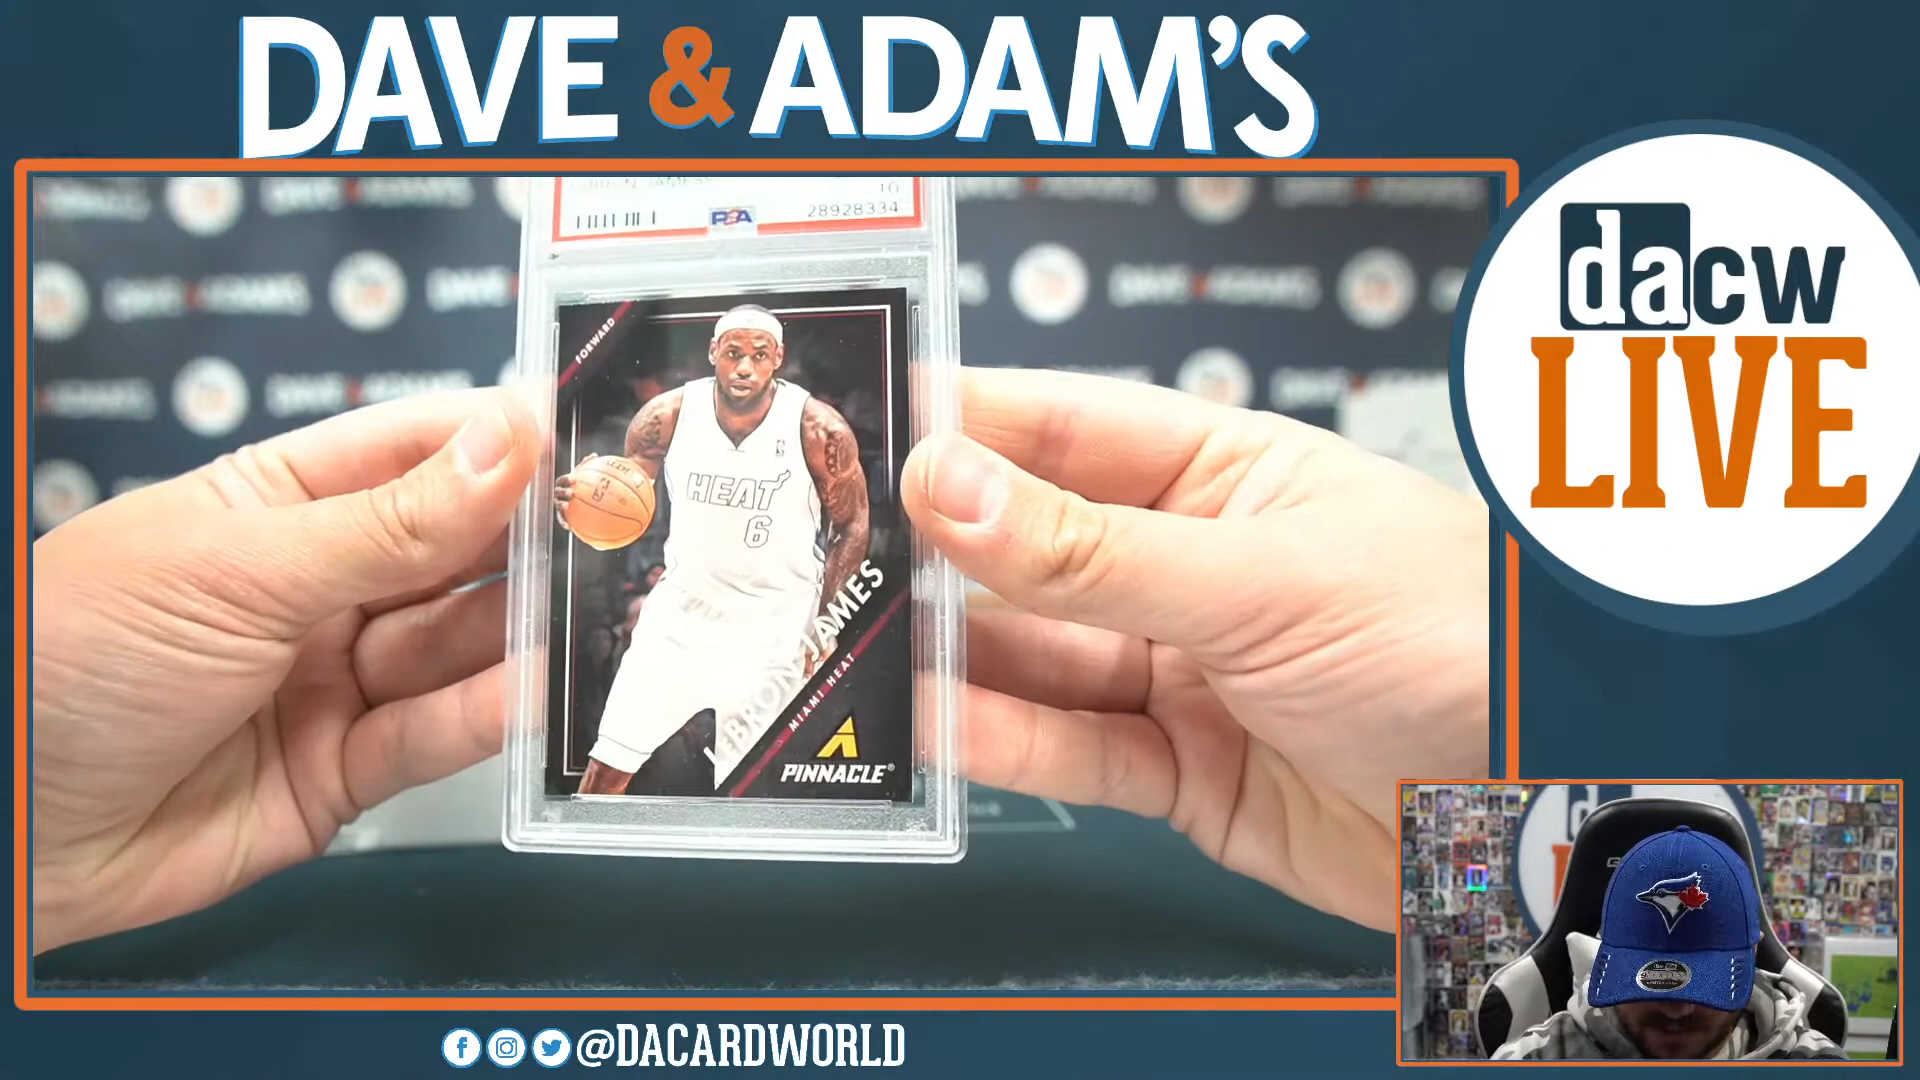 DAVE & ADAM'S
dacw
LIVE
10
28928334
PSA
FORWARD
HEAT
6
LEBRON JAMES
MIAMI HEAT
PINNACLE®
@DACARDWORLD